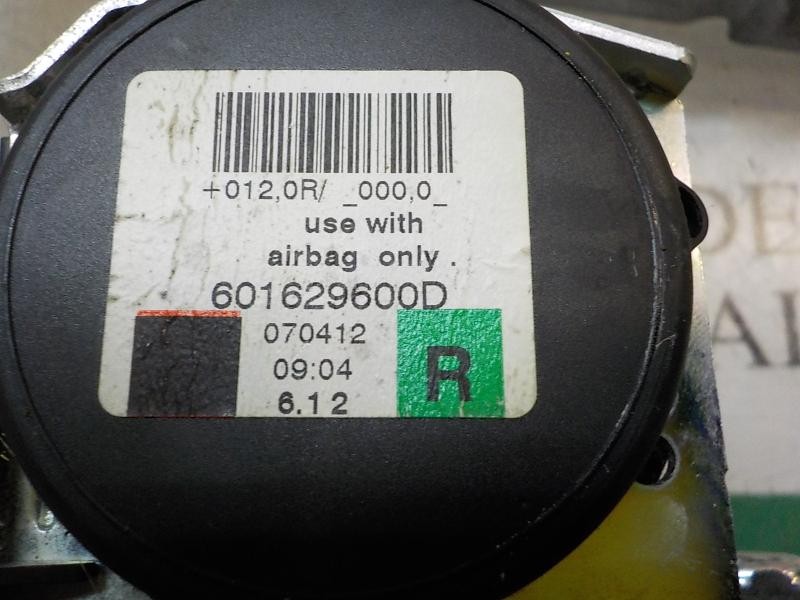 +012,0R/ _000,0_
use with
airbag only .
601629600D
070412
09:04
6.12
R